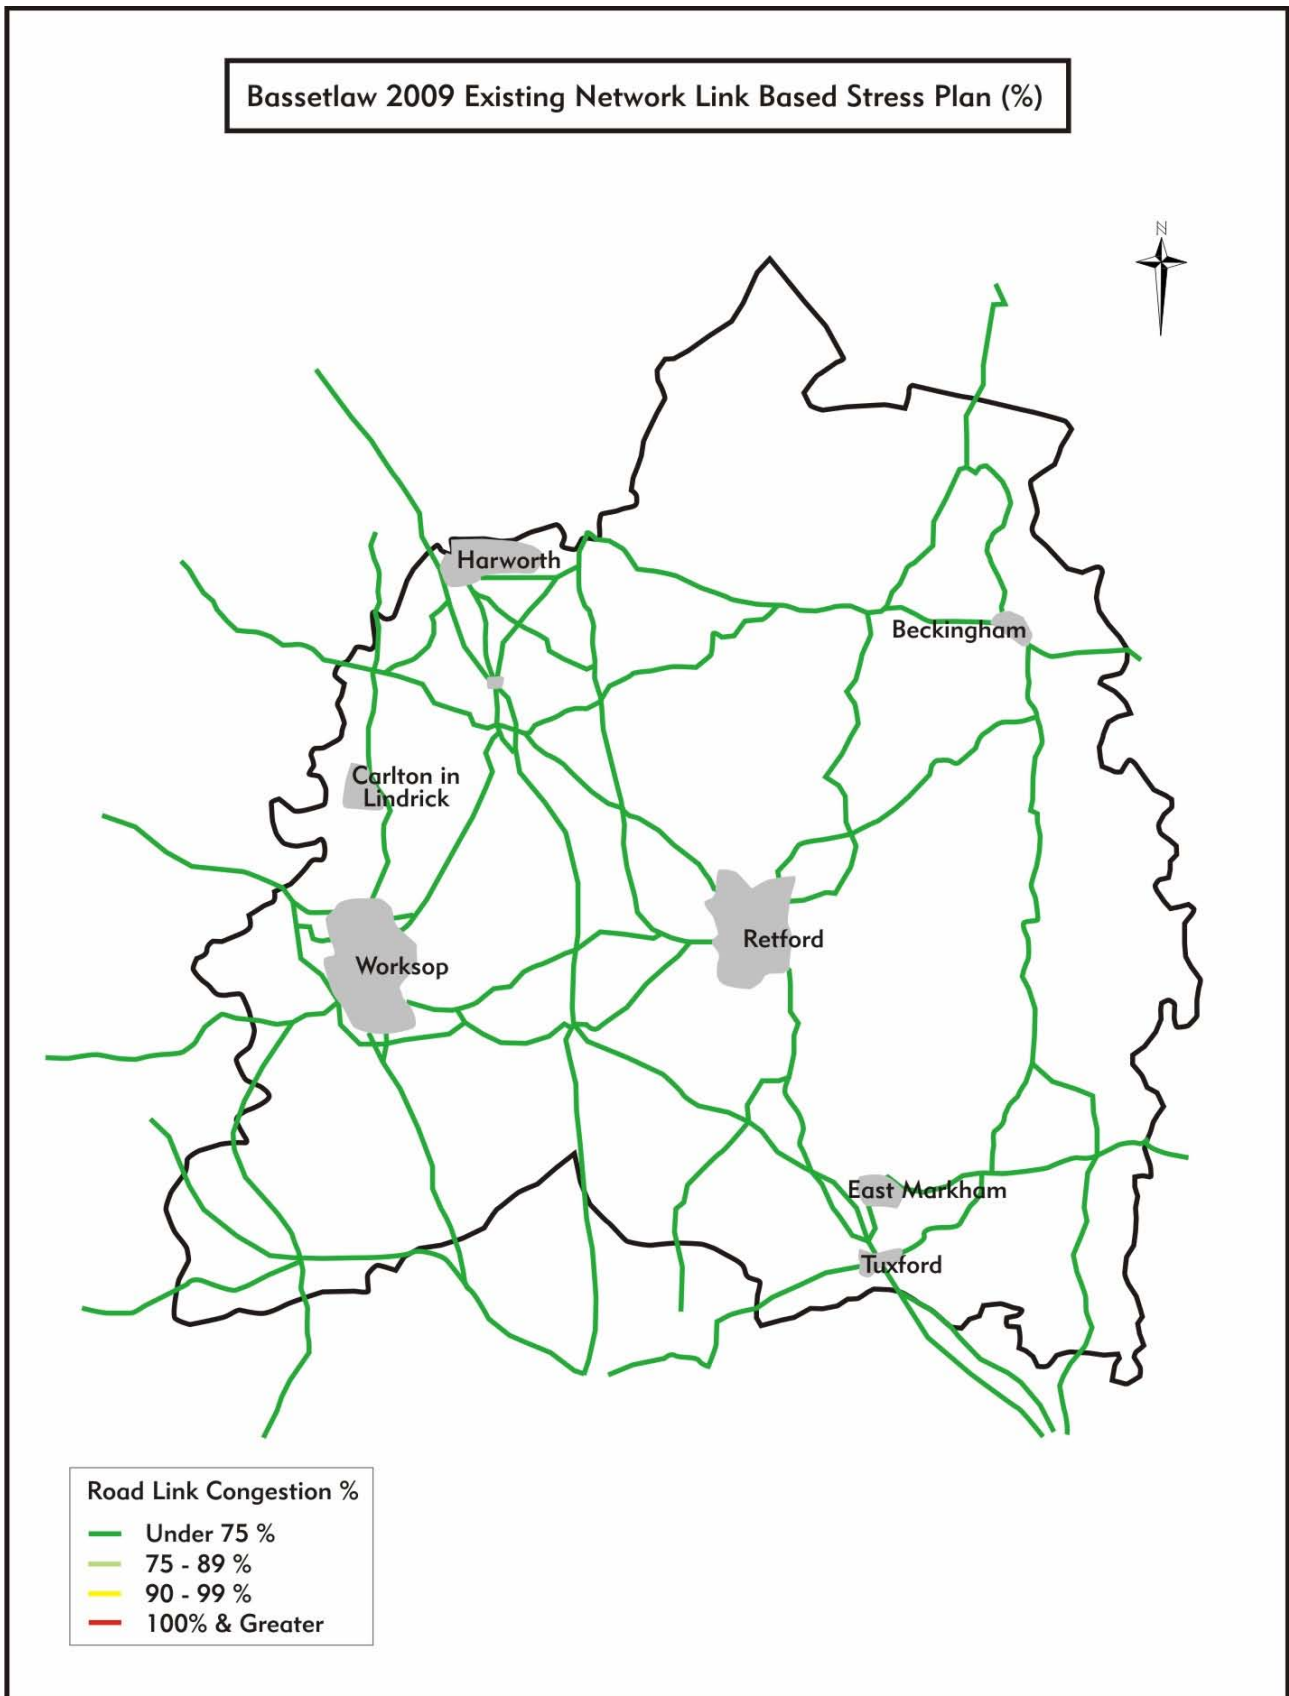 Bassetlaw 2009 Existing Network Link Based Stress Plan (%)
N
Harworth
Beckingham
Carlton in
Lindrick
Retford
Worksop
East Markham
Tuxford
Road Link Congestion %
Under 75 %
75 - 89 %
90 - 99 %
100% & Greater